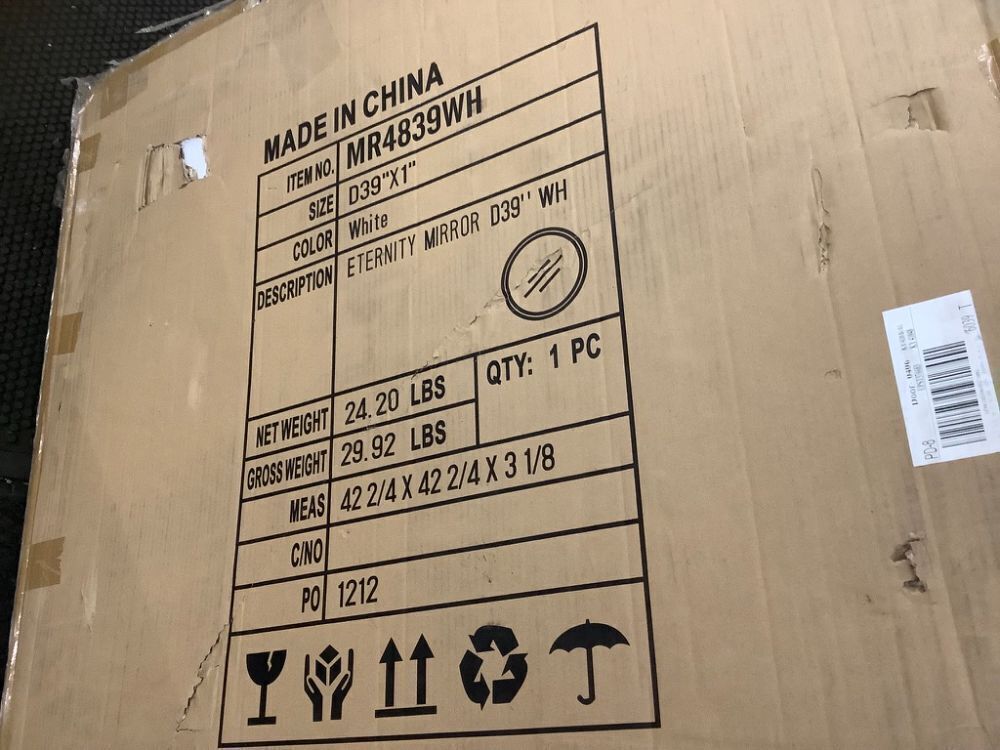 MADE IN CHINA
ITEM NO. MR4839WH
SIZE D39"X1"
COLOR White
DESCRIPTION ETERNITY MIRROR D39'' WH
NET WEIGHT 24.20 LBS
QTY: 1 PC
GROSS WEIGHT 29.92 LBS
MEAS 42 2/4 X 42 2/4 X 3 1/8
C/NO
PO 1212
PD-8